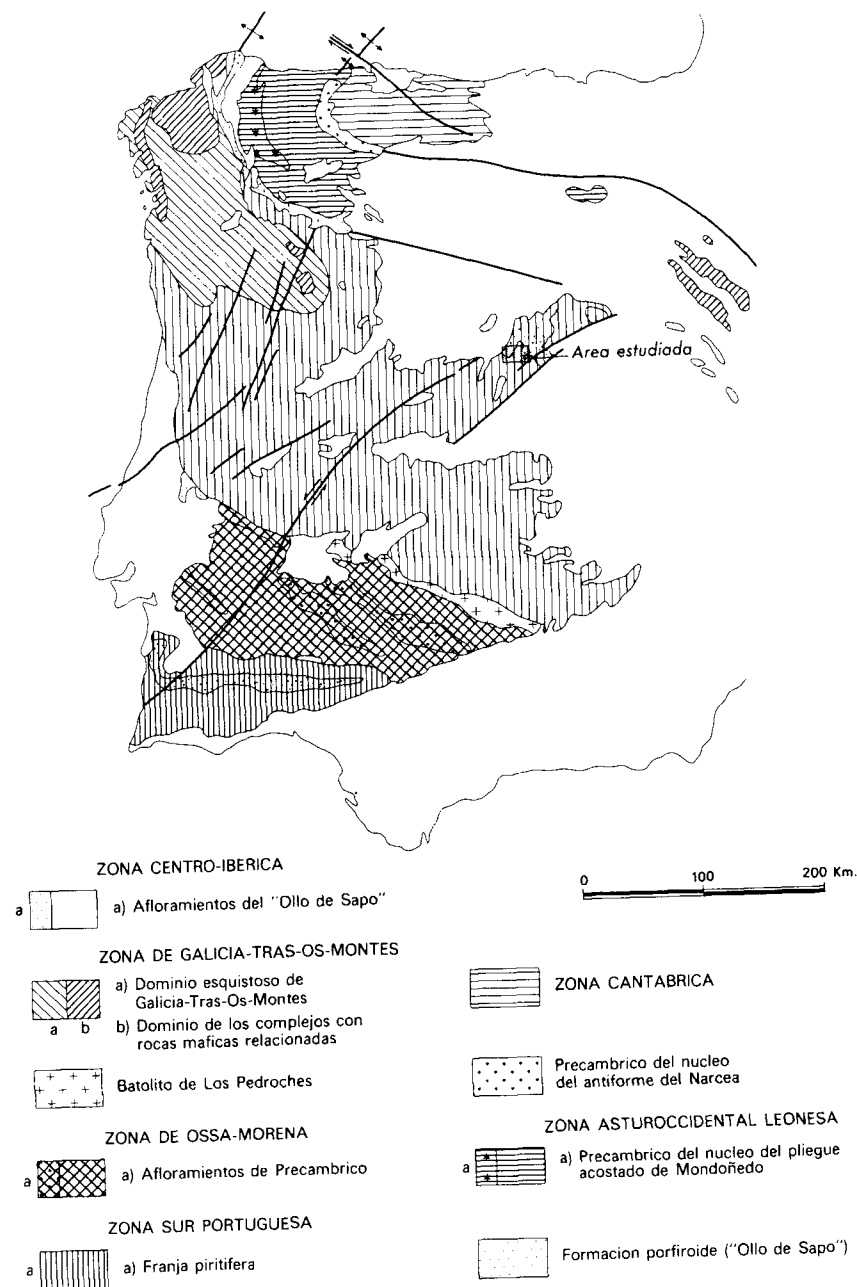 Area estudiada
ZONA CENTRO-IBERICA
a
a) Afloramientos del "Ollo de Sapo"
0 100 200 Km.
ZONA DE GALICIA-TRAS-OS-MONTES
a) Dominio esquistoso de
Galicia-Tras-Os-Montes
a b
b) Dominio de los complejos con
rocas maficas relacionadas
ZONA CANTABRICA
Batolito de Los Pedroches
Precambrico del nucleo
del antiforme del Narcea
ZONA DE OSSA-MORENA
a
a) Afloramientos de Precambrico
ZONA ASTUROCCIDENTAL LEONESA
a
a) Precambrico del nucleo del pliegue
acostado de Mondoñedo
ZONA SUR PORTUGUESA
a
a) Franja piritifera
Formacion porfiroide ("Ollo de Sapo")